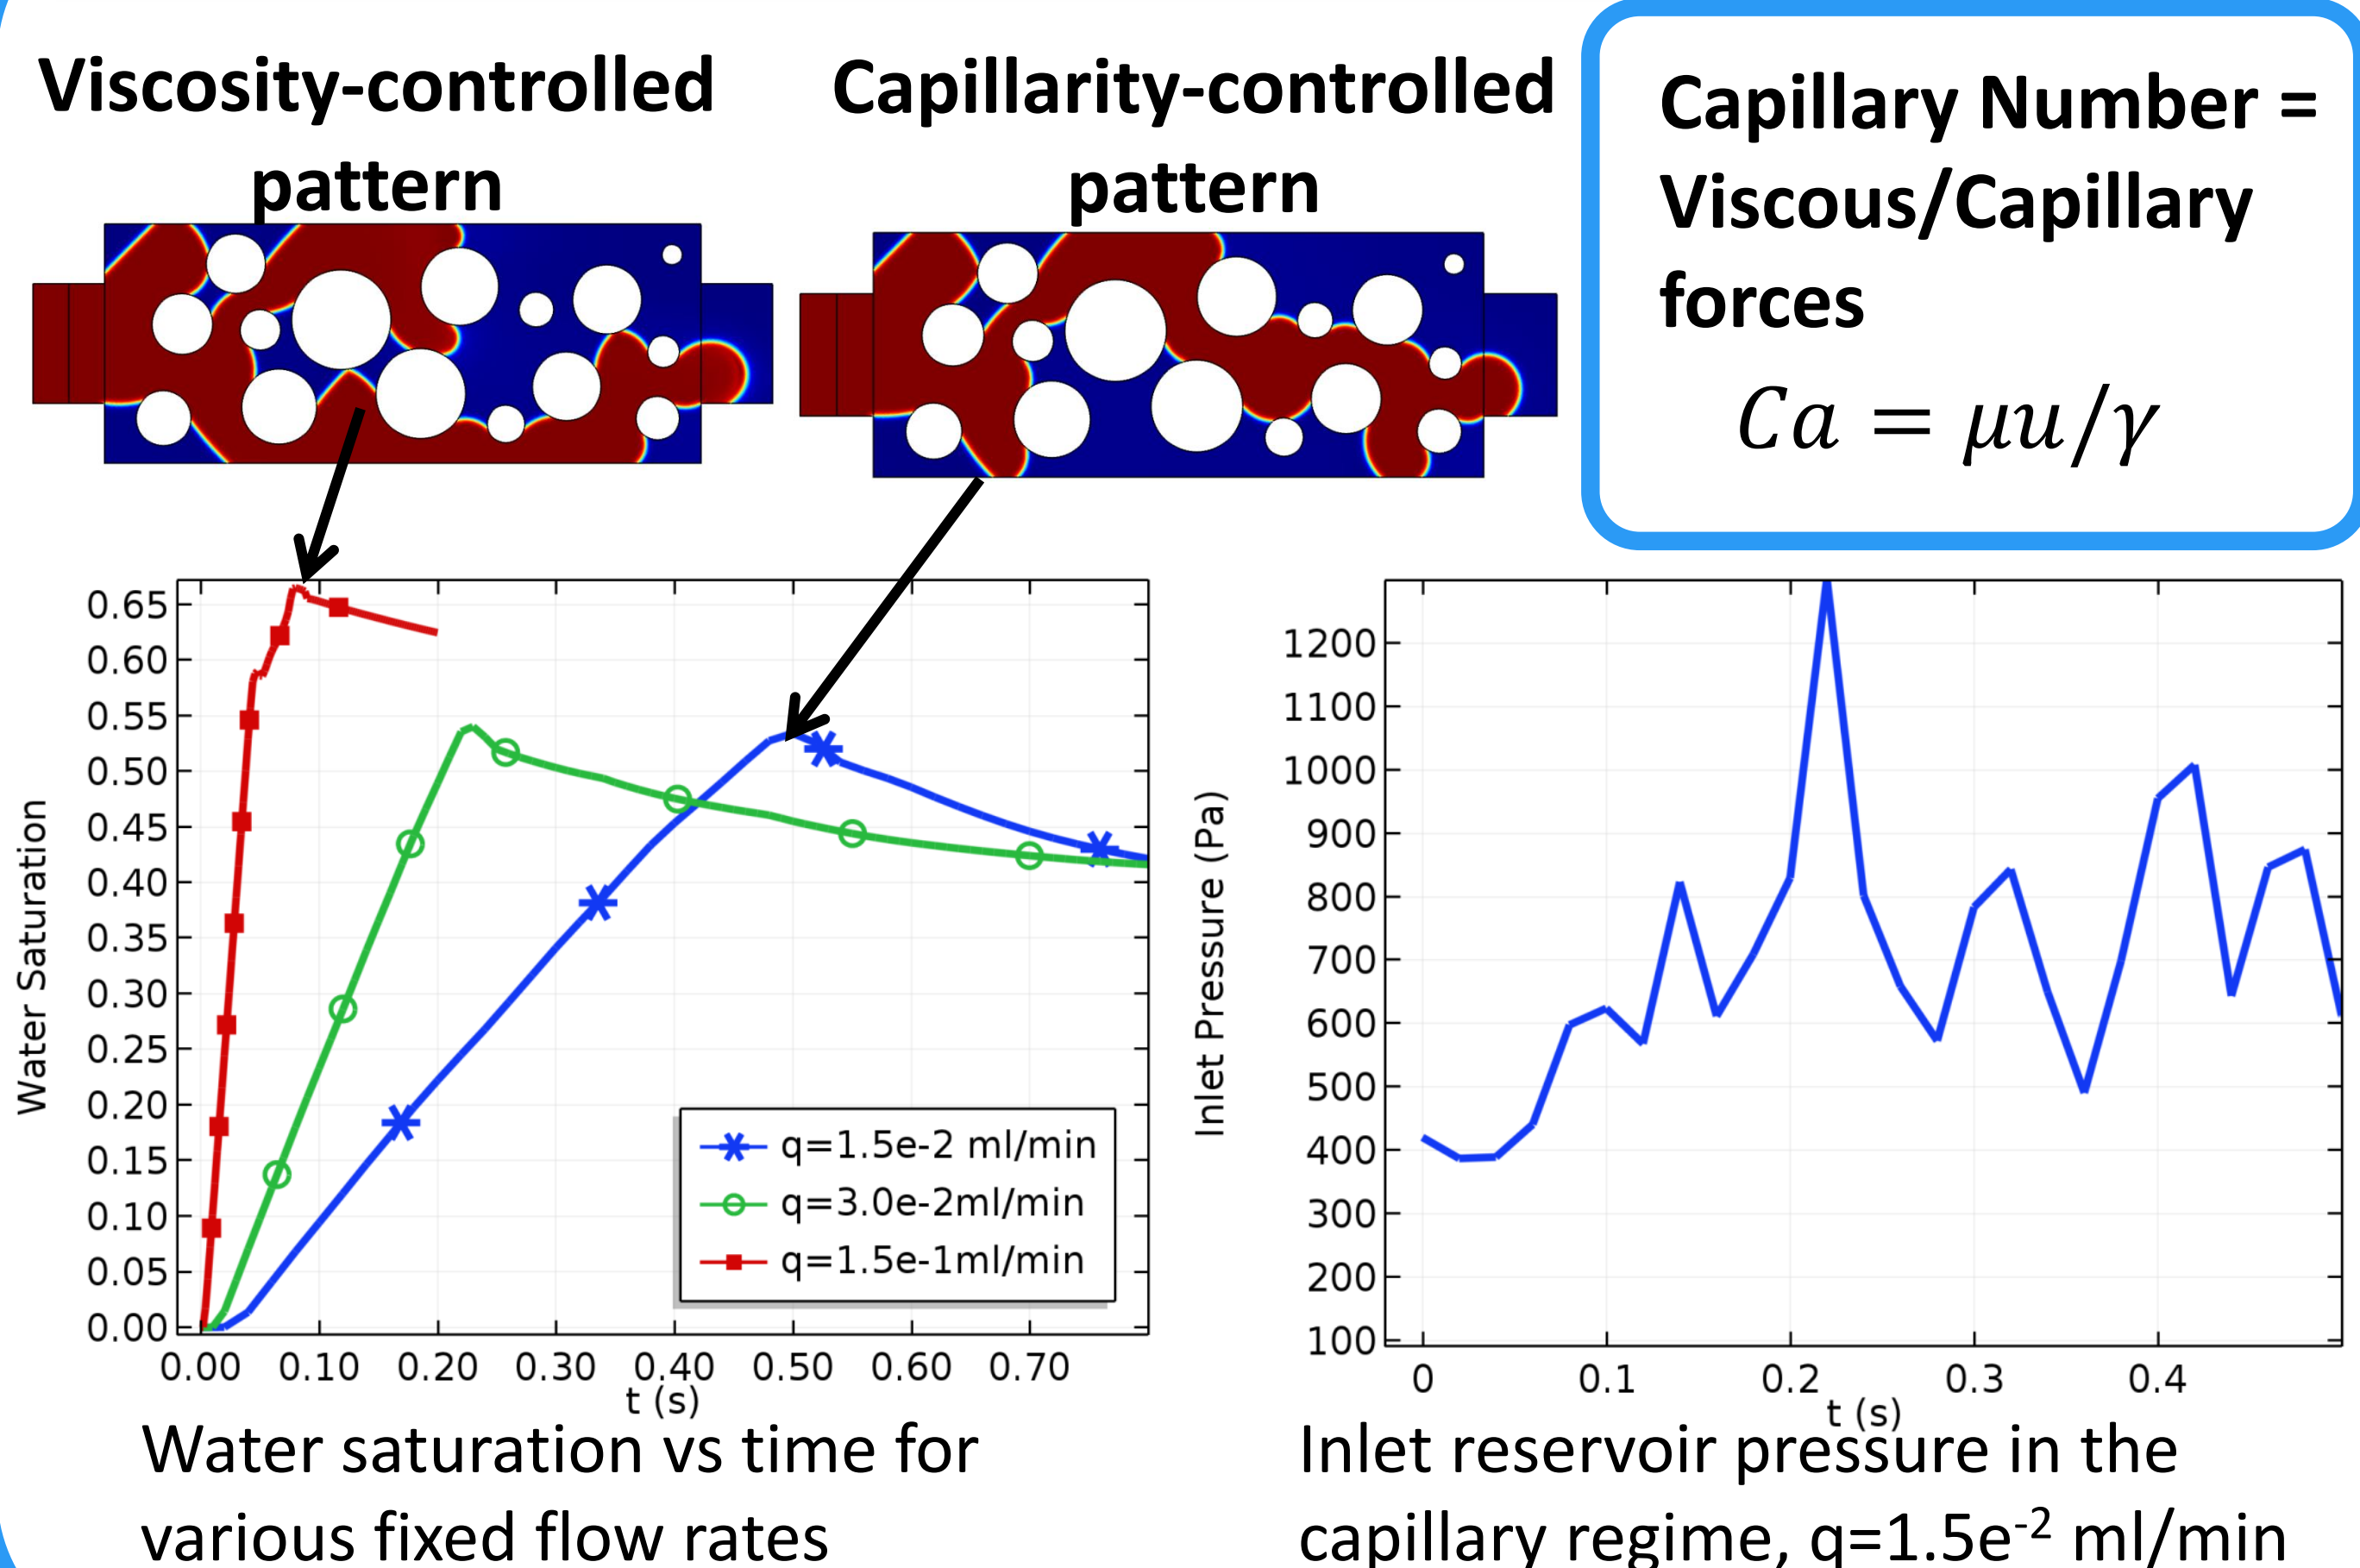 Viscosity-controlled
pattern
Capillarity-controlled
pattern
Capillary Number =
Viscous/Capillary
forces
Ca = μu/γ
Water Saturation
0.65
0.60
0.55
0.50
0.45
0.40
0.35
0.30
0.25
0.20
0.15
0.10
0.05
0.00
0.00 0.10 0.20 0.30 0.40 0.50 0.60 0.70
t (s)
q=1.5e-2 ml/min
q=3.0e-2ml/min
q=1.5e-1ml/min
Water saturation vs time for
various fixed flow rates
Inlet Pressure (Pa)
1200
1100
1000
900
800
700
600
500
400
300
200
100
0 0.1 0.2 0.3 0.4
t (s)
Inlet reservoir pressure in the
capillary regime, q=1.5e⁻² ml/min